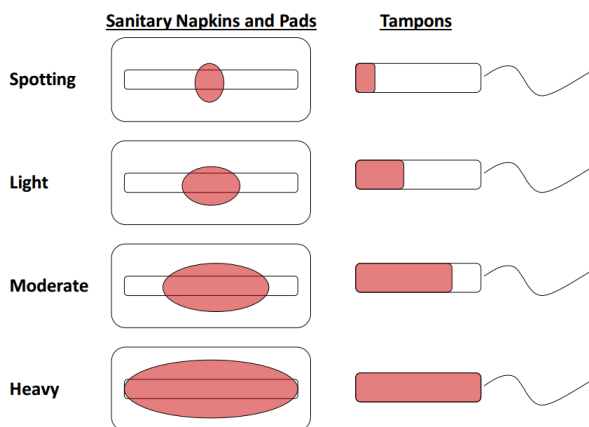 Sanitary Napkins and Pads Tampons
Spotting
Light
Moderate
Heavy